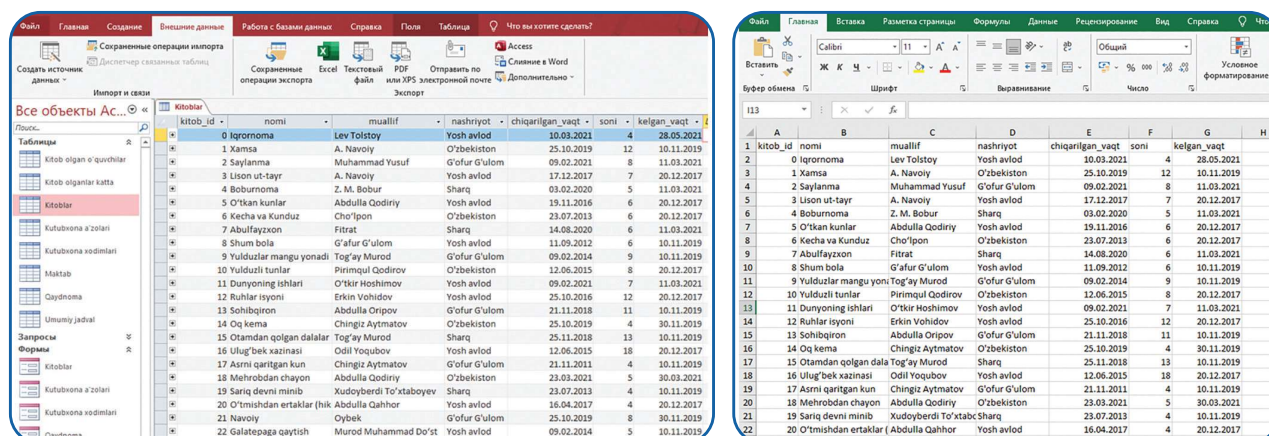 Файл Главная Создание Внешние данные Работа с базами данных Справка Поля Таблица Что вы хотите сделать?
Создать источник данных
Сохраненные операции импорта
Диспетчер связанных таблиц
Импорт и связи
Сохраненные операции экспорта
Excel
Текстовый файл
PDF или XPS
Отправить по электронной почте
Access
Слияние в Word
Дополнительно
Экспорт
Все объекты Ac...
Поиск...
Таблицы
Kitob olgan o`quvchilar
Kitob olganlar katta
Kitoblar
Kutubxona a'zolari
Kutubxona xodimlari
Maktab
Qaydnoma
Umumiy jadval
Запросы
Формы
Kitoblar
Kutubxona a'zolari
Kutubxona xodimlari
Qaydnoma
Kitoblar
kitob_id nomi muallif nashriyot chiqarilgan_vaqt soni kelgan_vaqt
0 Iqrornoma Lev Tolstoy Yosh avlod 10.03.2021 4 28.05.2021
1 Xamsa A. Navoiy O'zbekiston 25.10.2019 12 10.11.2019
2 Saylanma Muhammad Yusuf G'ofur G'ulom 09.02.2021 8 11.03.2021
3 Lison ut-tayr A. Navoiy Yosh avlod 17.12.2017 7 20.12.2017
4 Boburnoma Z. M. Bobur Sharq 03.02.2020 5 11.03.2021
5 O'tkan kunlar Abdulla Qodiriy Yosh avlod 19.11.2016 6 20.12.2017
6 Kecha va Kunduz Cho'lpon O'zbekiston 23.07.2013 6 20.12.2017
7 Abulfayzxon Fitrat Sharq 14.08.2020 6 11.03.2021
8 Shum bola G'afur G'ulom Yosh avlod 11.09.2012 6 10.11.2019
9 Yulduzlar mangu yonadi Tog'ay Murod G'ofur G'ulom 09.02.2014 9 10.11.2019
10 Yulduzli tunlar Pirimqul Qodirov O'zbekiston 12.06.2015 8 20.12.2017
11 Dunyoning ishlari O'tkir Hoshimov Yosh avlod 09.02.2021 7 11.03.2021
12 Ruhlar isyoni Erkin Vohidov Yosh avlod 25.10.2016 12 20.12.2017
13 Sohibqiron Abdulla Oripov G'ofur G'ulom 21.11.2018 11 10.11.2019
14 Oq kema Chingiz Aytmatov O'zbekiston 25.10.2019 4 30.11.2019
15 Otamdan qolgan dalalar Tog'ay Murod Sharq 25.11.2018 13 10.11.2019
16 Ulug'bek xazinasi Odil Yoqubov Yosh avlod 12.06.2015 18 20.12.2017
17 Asrni qaritgan kun Chingiz Aytmatov G'ofur G'ulom 21.11.2011 4 10.11.2019
18 Mehrobdan chayon Abdulla Qodiriy O'zbekiston 23.03.2021 5 30.03.2021
19 Sariq devni minib Xudoyberdi To'xtaboyev Sharq 23.07.2013 4 10.11.2019
20 O'tmishdan ertaklar (hik Abdulla Qahhor Yosh avlod 16.04.2017 4 20.12.2017
21 Navoiy Oybek G'ofur G'ulom 25.10.2019 8 30.11.2019
22 Galatepaga qaytish Murod Muhammad Do'st Yosh avlod 09.02.2014 5 10.11.2019
Файл Главная Вставка Разметка страницы Формулы Данные Рецензирование Вид Справка Что
Вставить
Calibri 11 A A
Ж К Ч
Общий
% 000
Условное форматирование
Буфер обмена Шрифт Выравнивание Число
I13 fx
A B C D E F G H
1 kitob_id nomi muallif nashriyot chiqarilgan_vaqt soni kelgan_vaqt
2 0 Iqrornoma Lev Tolstoy Yosh avlod 10.03.2021 4 28.05.2021
3 1 Xamsa A. Navoiy O'zbekiston 25.10.2019 12 10.11.2019
4 2 Saylanma Muhammad Yusuf G'ofur G'ulom 09.02.2021 8 11.03.2021
5 3 Lison ut-tayr A. Navoiy Yosh avlod 17.12.2017 7 20.12.2017
6 4 Boburnoma Z. M. Bobur Sharq 03.02.2020 5 11.03.2021
7 5 O'tkan kunlar Abdulla Qodiriy Yosh avlod 19.11.2016 6 20.12.2017
8 6 Kecha va Kunduz Cho'lpon O'zbekiston 23.07.2013 6 20.12.2017
9 7 Abulfayzxon Fitrat Sharq 14.08.2020 6 11.03.2021
10 8 Shum bola G'afur G'ulom Yosh avlod 11.09.2012 6 10.11.2019
11 9 Yulduzlar mangu yon Tog'ay Murod G'ofur G'ulom 09.02.2014 9 10.11.2019
12 10 Yulduzli tunlar Pirimqul Qodirov O'zbekiston 12.06.2015 8 20.12.2017
13 11 Dunyoning ishlari O'tkir Hoshimov Yosh avlod 09.02.2021 7 11.03.2021
14 12 Ruhlar isyoni Erkin Vohidov Yosh avlod 25.10.2016 12 20.12.2017
15 13 Sohibqiron Abdulla Oripov G'ofur G'ulom 21.11.2018 11 10.11.2019
16 14 Oq kema Chingiz Aytmatov O'zbekiston 25.10.2019 4 30.11.2019
17 15 Otamdan qolgan dala Tog'ay Murod Sharq 25.11.2018 13 10.11.2019
18 16 Ulug'bek xazinasi Odil Yoqubov Yosh avlod 12.06.2015 18 20.12.2017
19 17 Asrni qaritgan kun Chingiz Aytmatov G'ofur G'ulom 21.11.2011 4 10.11.2019
20 18 Mehrobdan chayon Abdulla Qodiriy O'zbekiston 23.03.2021 5 30.03.2021
21 19 Sariq devni minib Xudoyberdi To'xtabc Sharq 23.07.2013 4 10.11.2019
22 20 O'tmishdan ertaklar ( Abdulla Qahhor Yosh avlod 16.04.2017 4 20.12.2017